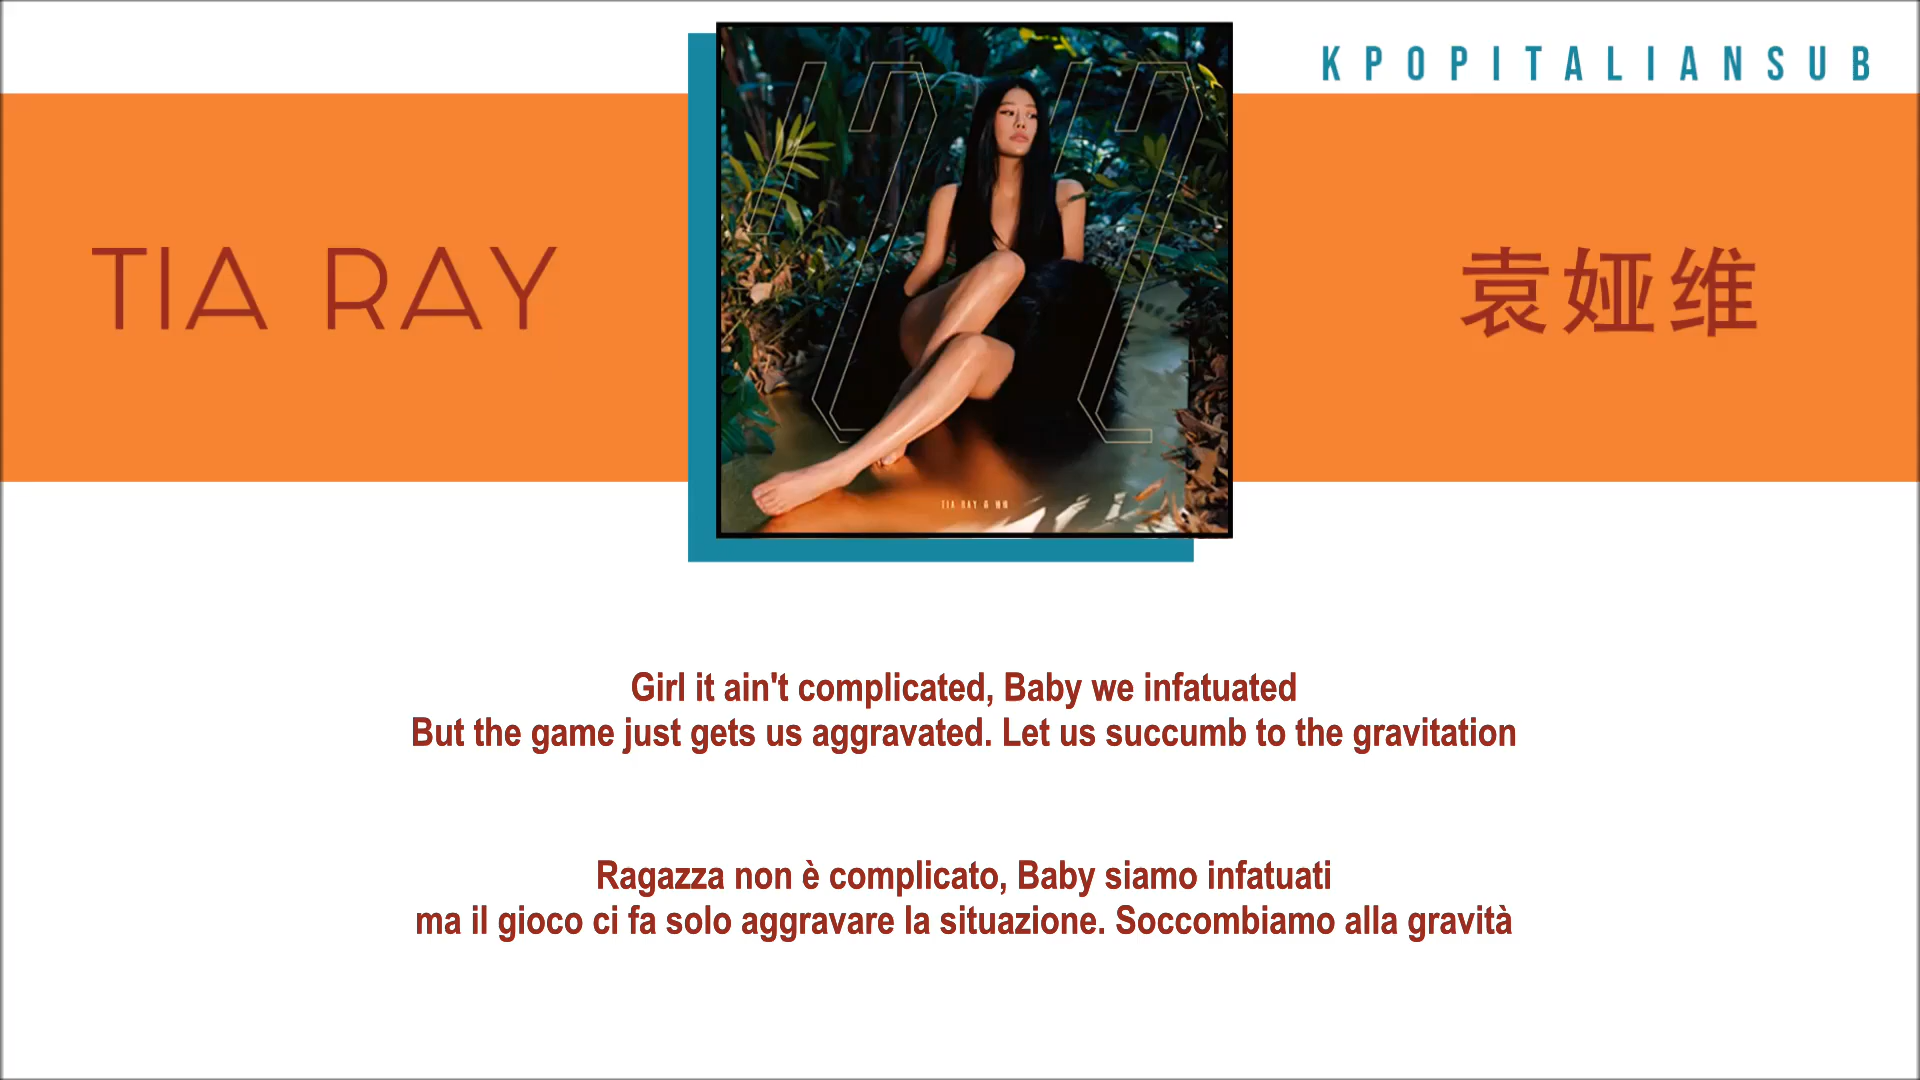 KPOPITALIANSUB
TIA RAY
袁娅维
Girl it ain't complicated, Baby we infatuated
But the game just gets us aggravated. Let us succumb to the gravitation
Ragazza non è complicato, Baby siamo infatuati
ma il gioco ci fa solo aggravare la situazione. Soccombiamo alla gravità